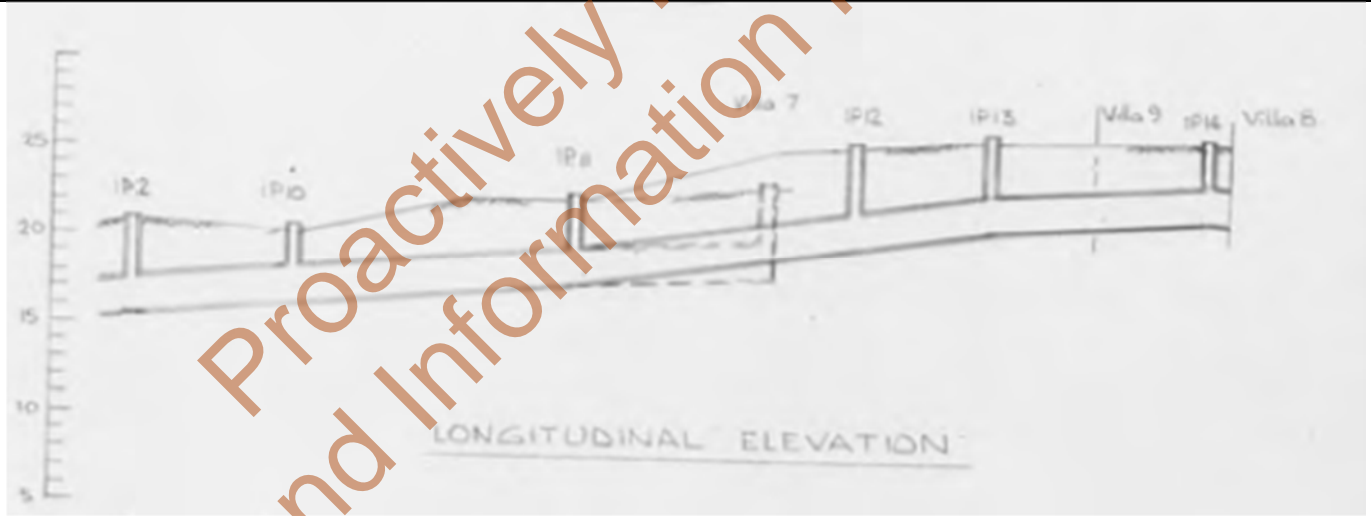 Proactively
and Information
25
20
15
10
5
IP2
IP10
IP11
Villa 7
IP12
IP13
Villa 9
IP14
Villa 8
LONGITUDINAL ELEVATION